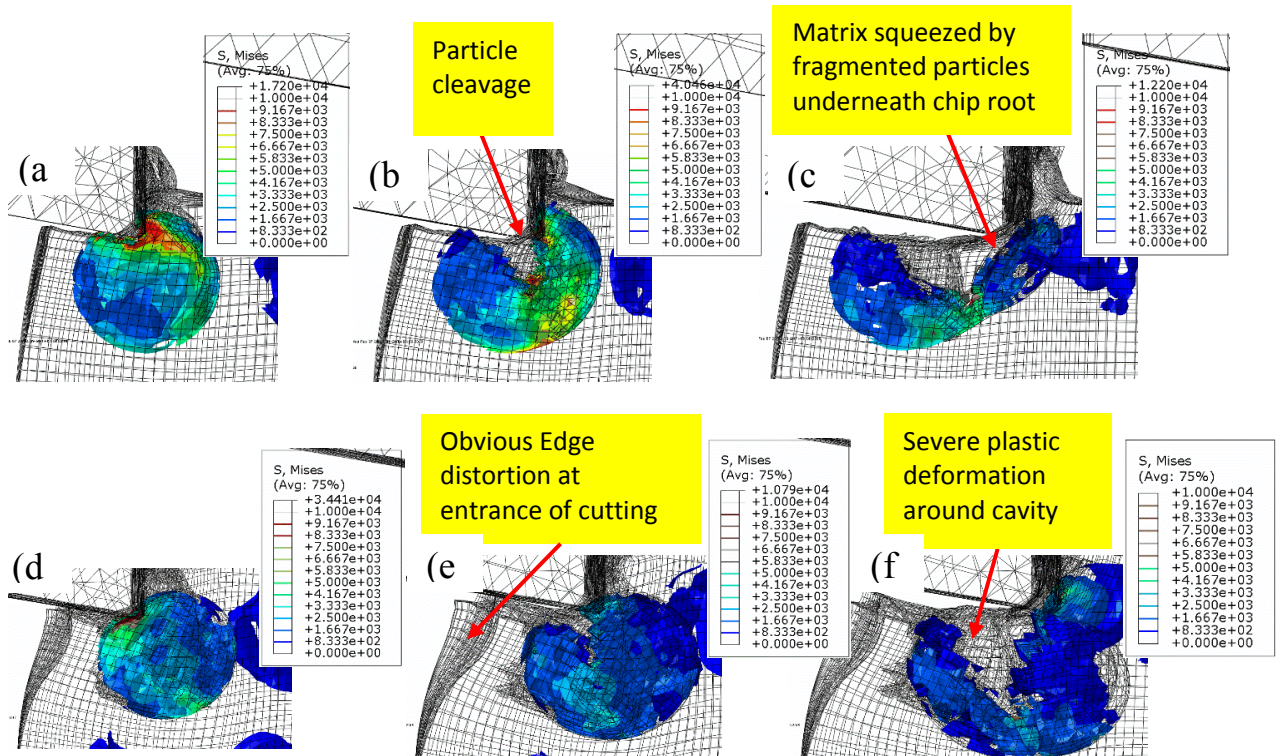 Particle
cleavage
Matrix squeezed by
fragmented particles
underneath chip root
(a
S, Mises
(Avg: 75%)
+1.720e+04
+1.000e+04
+9.167e+03
+8.333e+03
+7.500e+03
+6.667e+03
+5.833e+03
+5.000e+03
+4.167e+03
+3.333e+03
+2.500e+03
+1.667e+03
+8.333e+02
+0.000e+00
(b
S, Mises
(Avg: 75%)
+4.046e+04
+1.000e+04
+9.167e+03
+8.333e+03
+7.500e+03
+6.667e+03
+5.833e+03
+5.000e+03
+4.167e+03
+3.333e+03
+2.500e+03
+1.667e+03
+8.333e+02
+0.000e+00
(c
S, Mises
(Avg: 75%)
+1.220e+04
+1.000e+04
+9.167e+03
+8.333e+03
+7.500e+03
+6.667e+03
+5.833e+03
+5.000e+03
+4.167e+03
+3.333e+03
+2.500e+03
+1.667e+03
+8.333e+02
+0.000e+00
Obvious Edge
distortion at
entrance of cutting
Severe plastic
deformation
around cavity
(d
S, Mises
(Avg: 75%)
+3.441e+04
+1.000e+04
+9.167e+03
+8.333e+03
+7.500e+03
+6.667e+03
+5.833e+03
+5.000e+03
+4.167e+03
+3.333e+03
+2.500e+03
+1.667e+03
+8.333e+02
+0.000e+00
(e
S, Mises
(Avg: 75%)
+1.079e+04
+1.000e+04
+9.167e+03
+8.333e+03
+7.500e+03
+6.667e+03
+5.833e+03
+5.000e+03
+4.167e+03
+3.333e+03
+2.500e+03
+1.667e+03
+8.333e+02
+0.000e+00
(f
S, Mises
(Avg: 75%)
+1.000e+04
+9.167e+03
+8.333e+03
+7.500e+03
+6.667e+03
+5.833e+03
+5.000e+03
+4.167e+03
+3.333e+03
+2.500e+03
+1.667e+03
+8.333e+02
+0.000e+00